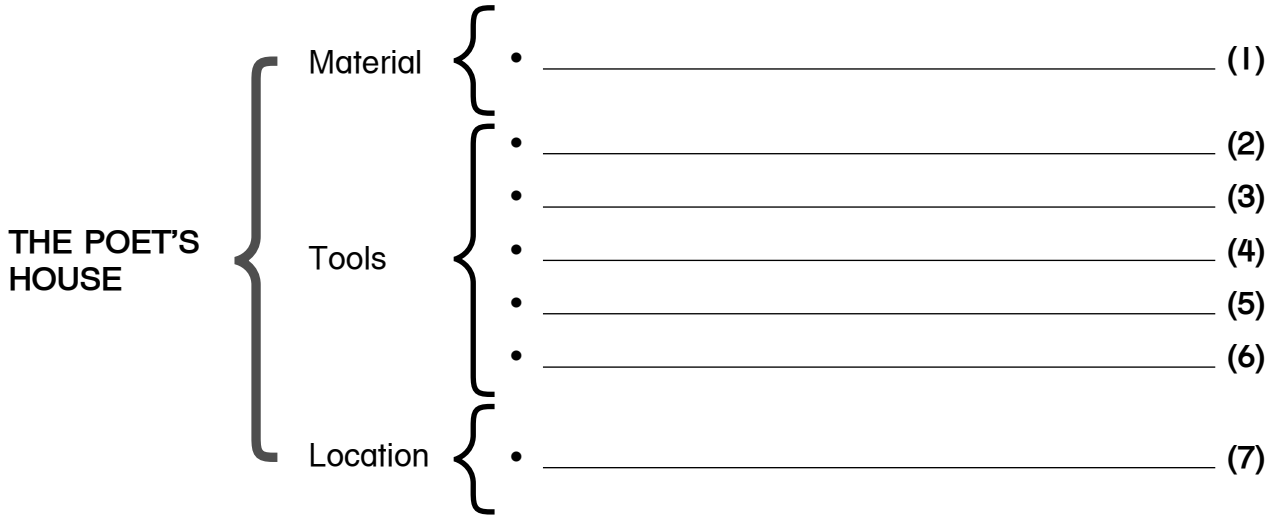 Material
• (1)
• (2)
• (3)
THE POET'S
HOUSE
Tools
• (4)
• (5)
• (6)
Location
• (7)